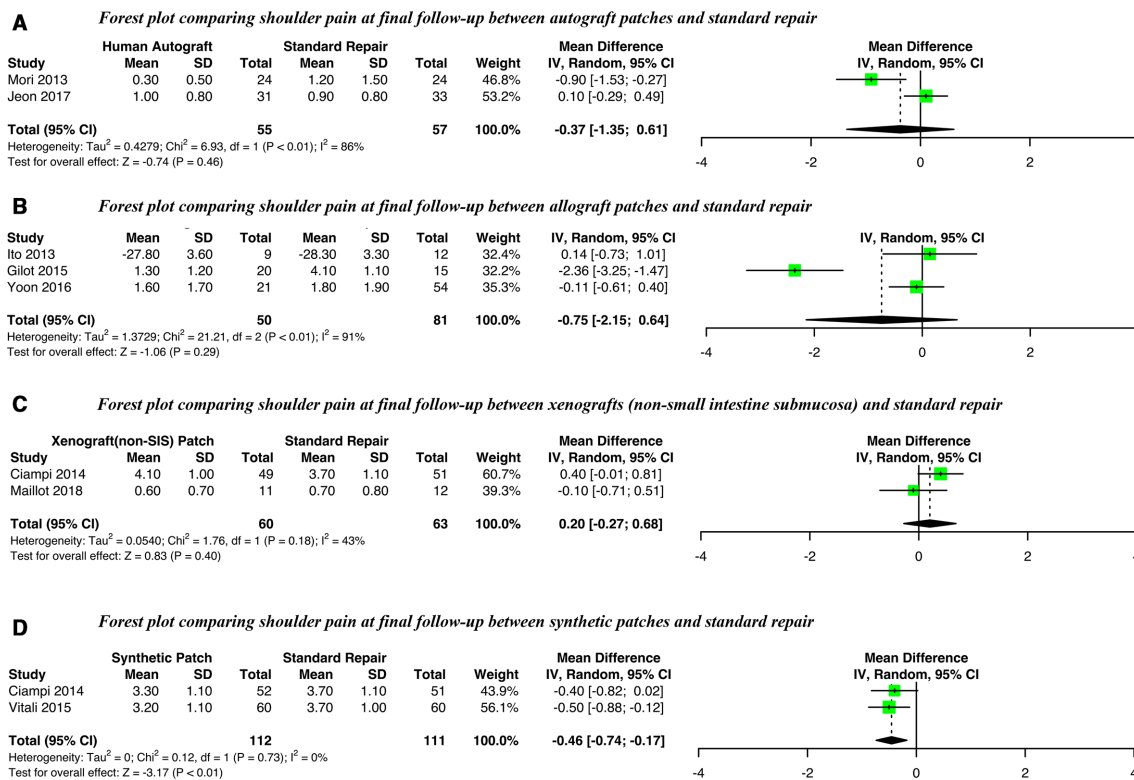 A
Forest plot comparing shoulder pain at final follow-up between autograft patches and standard repair
Human Autograft Standard Repair Mean Difference Mean Difference
Study Mean SD Total Mean SD Total Weight IV, Random, 95% CI IV, Random, 95% CI
Mori 2013 0.30 0.50 24 1.20 1.50 24 46.8% -0.90 [-1.53; -0.27]
Jeon 2017 1.00 0.80 31 0.90 0.80 33 53.2% 0.10 [-0.29; 0.49]
Total (95% CI) 55 57 100.0% -0.37 [-1.35; 0.61]
Heterogeneity: Tau² = 0.4279; Chi² = 6.93, df = 1 (P < 0.01); I² = 86%
Test for overall effect: Z = -0.74 (P = 0.46)
-4 -2 0 2 4
B
Forest plot comparing shoulder pain at final follow-up between allograft patches and standard repair
Study Mean SD Total Mean SD Total Weight IV, Random, 95% CI IV, Random, 95% CI
Ito 2013 -27.80 3.60 9 -28.30 3.30 12 32.4% 0.14 [-0.73; 1.01]
Gilot 2015 1.30 1.20 20 4.10 1.10 15 32.2% -2.36 [-3.25; -1.47]
Yoon 2016 1.60 1.70 21 1.80 1.90 54 35.3% -0.11 [-0.61; 0.40]
Total (95% CI) 50 81 100.0% -0.75 [-2.15; 0.64]
Heterogeneity: Tau² = 1.3729; Chi² = 21.21, df = 2 (P < 0.01); I² = 91%
Test for overall effect: Z = -1.06 (P = 0.29)
-4 -2 0 2
C
Forest plot comparing shoulder pain at final follow-up between xenografts (non-small intestine submucosa) and standard repair
Xenograft(non-SIS) Patch Standard Repair Mean Difference Mean Difference
Study Mean SD Total Mean SD Total Weight IV, Random, 95% CI IV, Random, 95% CI
Ciampi 2014 4.10 1.00 49 3.70 1.10 51 60.7% 0.40 [-0.01; 0.81]
Maillot 2018 0.60 0.70 11 0.70 0.80 12 39.3% -0.10 [-0.71; 0.51]
Total (95% CI) 60 63 100.0% 0.20 [-0.27; 0.68]
Heterogeneity: Tau² = 0.0540; Chi² = 1.76, df = 1 (P = 0.18); I² = 43%
Test for overall effect: Z = 0.83 (P = 0.40)
-4 -2 0 2 4
D
Forest plot comparing shoulder pain at final follow-up between synthetic patches and standard repair
Synthetic Patch Standard Repair Mean Difference Mean Difference
Study Mean SD Total Mean SD Total Weight IV, Random, 95% CI IV, Random, 95% CI
Ciampi 2014 3.30 1.10 52 3.70 1.10 51 43.9% -0.40 [-0.82; 0.02]
Vitali 2015 3.20 1.10 60 3.70 1.00 60 56.1% -0.50 [-0.88; -0.12]
Total (95% CI) 112 111 100.0% -0.46 [-0.74; -0.17]
Heterogeneity: Tau² = 0; Chi² = 0.12, df = 1 (P = 0.73); I² = 0%
Test for overall effect: Z = -3.17 (P < 0.01)
-4 -2 0 2 4